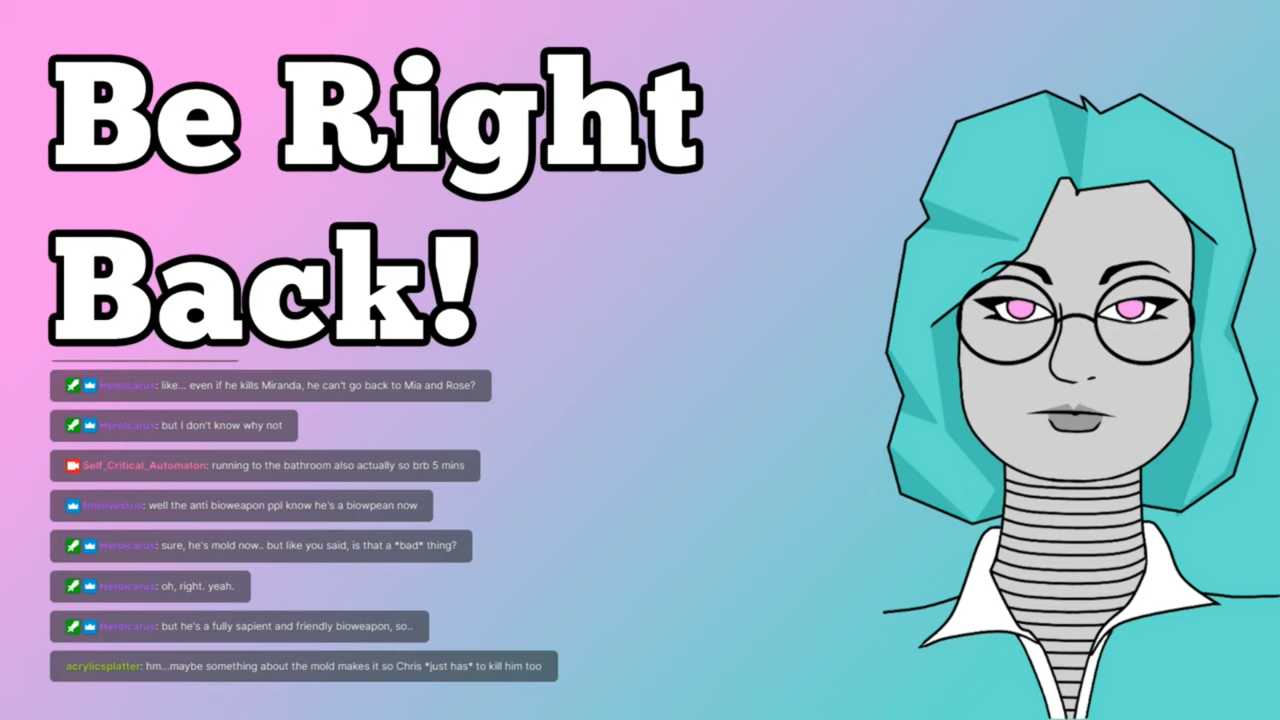 Be Right
Back!
HeroIcarus: like... even if he kills Miranda, he can't go back to Mia and Rose?
HeroIcarus: but I don't know why not
Self_Critical_Automaton: running to the bathroom also actually so brb 5 mins
well the anti bioweapon ppl know he's a biowpean now
HeroIcarus: sure, he's mold now.. but like you said, is that a *bad* thing?
HeroIcarus: oh, right. yeah.
HeroIcarus: but he's a fully sapient and friendly bioweapon, so..
acrylicsplatter: hm...maybe something about the mold makes it so Chris *just has* to kill him too